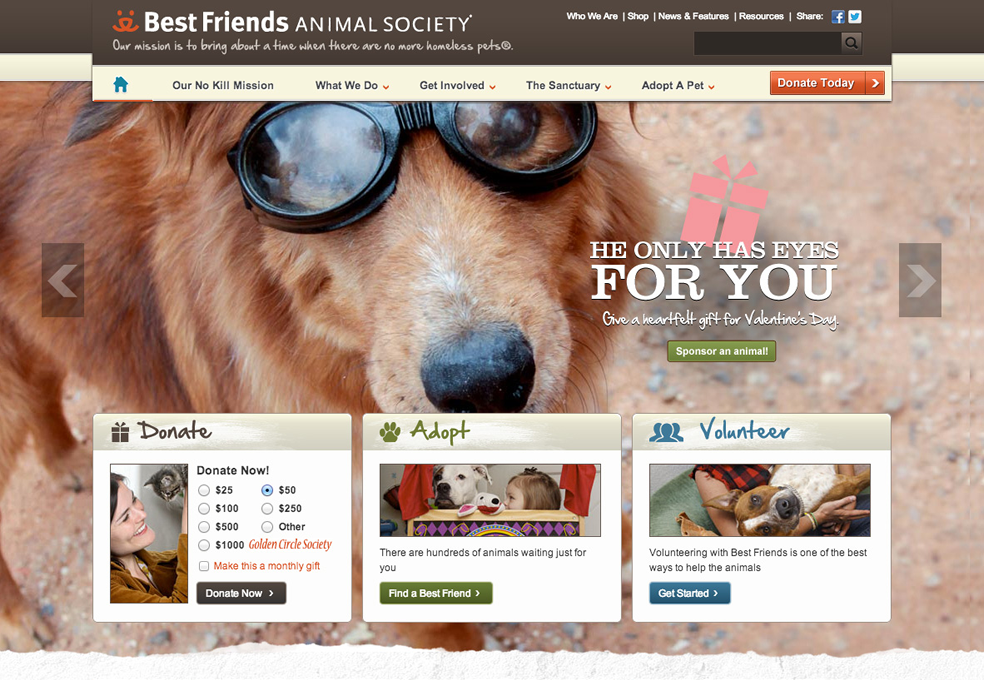 Best Friends ANIMAL SOCIETY
Our mission is to bring about a time when there are no more homeless pets®.
Who We Are | Shop | News & Features | Resources | Share:
Our No Kill Mission What We Do Get Involved The Sanctuary Adopt A Pet Donate Today
HE ONLY HAS EYES
FOR YOU
Give a heartfelt gift for Valentine's Day.
Sponsor an animal!
Donate
Donate Now!
$25 $50
$100 $250
$500 Other
$1000 Golden Circle Society
Make this a monthly gift
Donate Now
Adopt
There are hundreds of animals waiting just for
you
Find a Best Friend
Volunteer
Volunteering with Best Friends is one of the best
ways to help the animals
Get Started